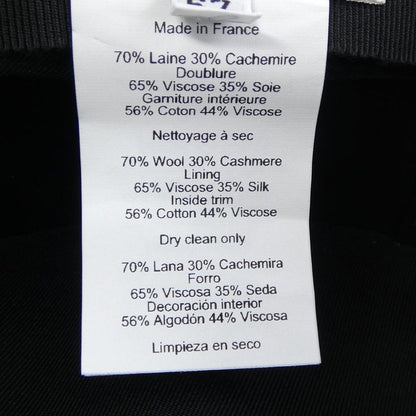 Made in France
70% Laine 30% Cachemire
Doublure
65% Viscose 35% Soie
Garniture intérieure
56% Coton 44% Viscose
Nettoyage à sec
70% Wool 30% Cashmere
Lining
65% Viscose 35% Silk
Inside trim
56% Cotton 44% Viscose
Dry clean only
70% Lana 30% Cachemira
Forro
65% Viscosa 35% Seda
Decoración interior
56% Algodón 44% Viscosa
Limpieza en seco